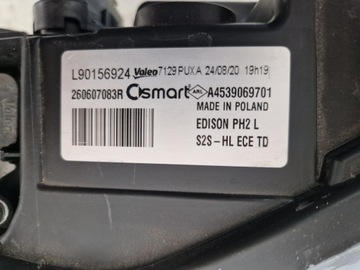 L90156924 Valeo 7129 PUXA 24/08/20 19h19
260607083R smart A4539069701
MADE IN POLAND
EDISON PH2 L
S2S-HL ECE TD